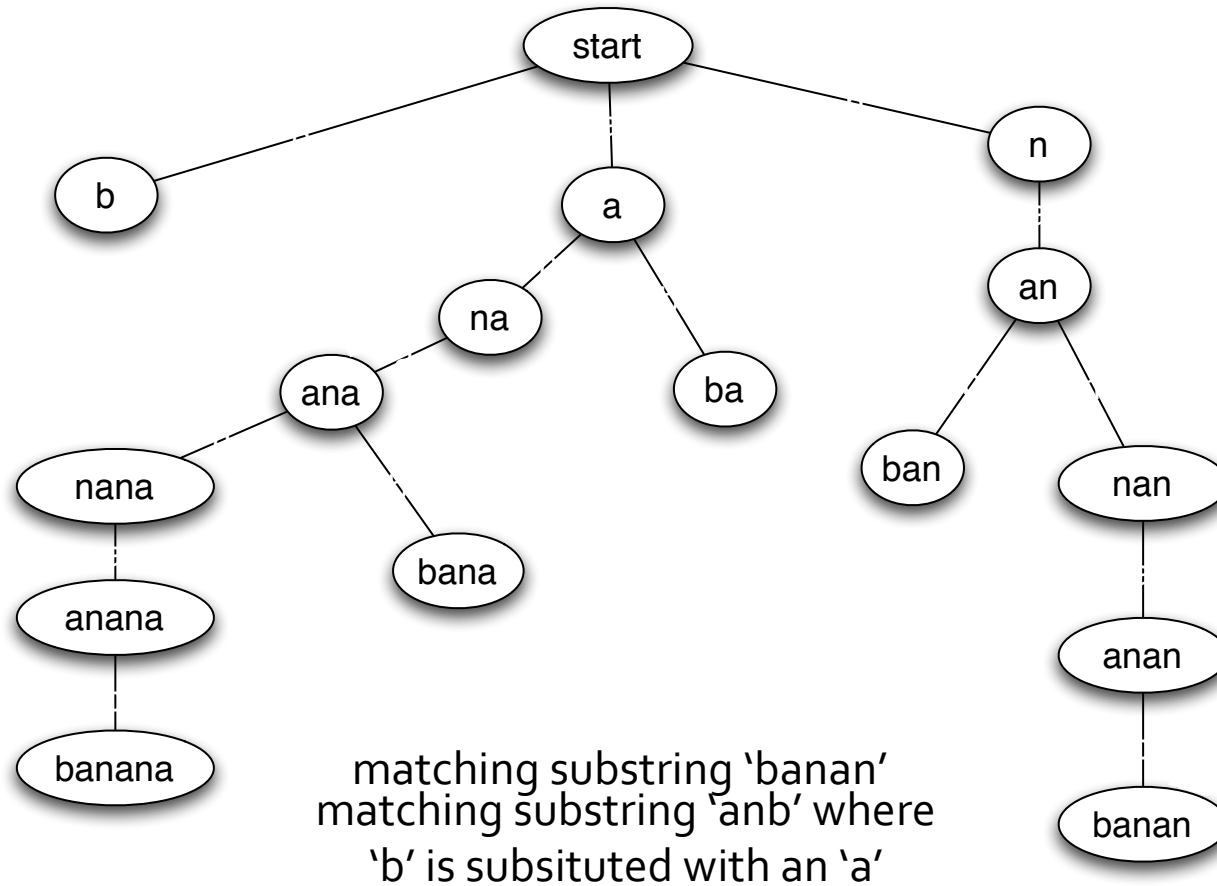 start
b
a
n
na
an
ana
ba
ban
nan
nana
bana
anana
anan
banana
banan
matching substring ‘banan’
matching substring ‘anb’ where
‘b’ is subsituted with an ‘a’